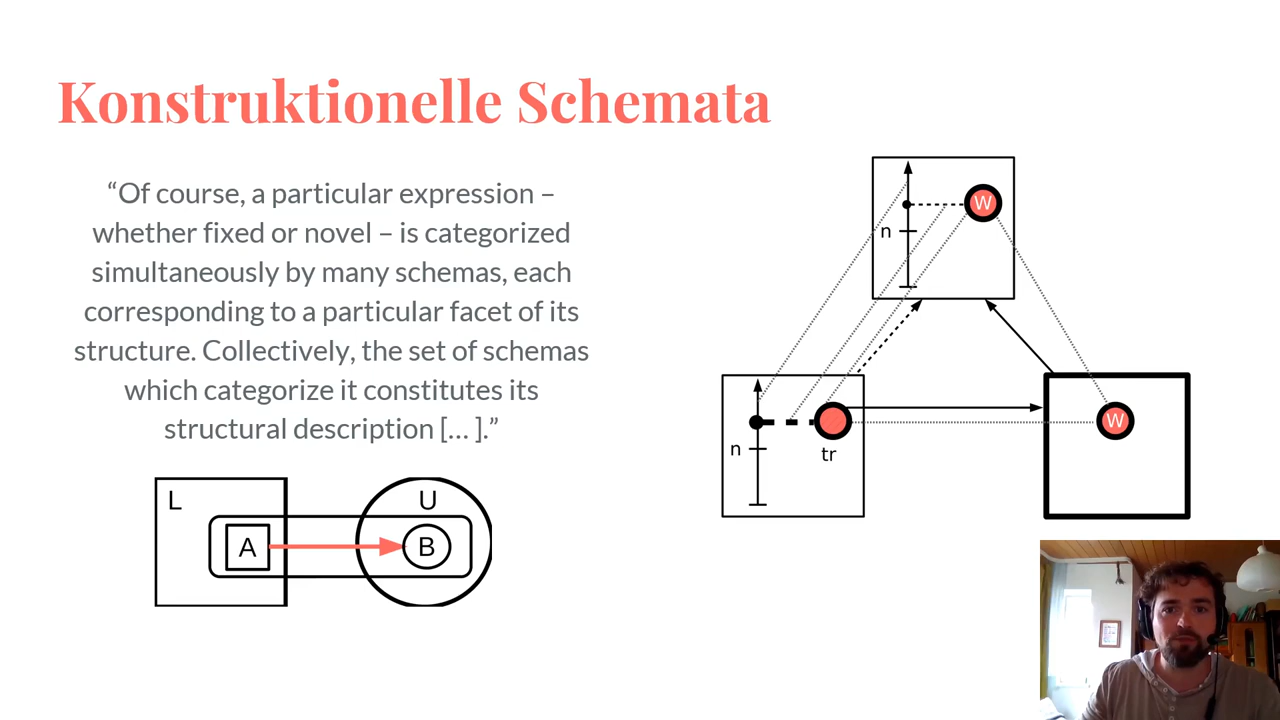 Konstruktionelle Schemata
“Of course, a particular expression –
whether fixed or novel – is categorized
simultaneously by many schemas, each
corresponding to a particular facet of its
structure. Collectively, the set of schemas
which categorize it constitutes its
structural description [… ].”
L
U
A
B
W
n
n
tr
W